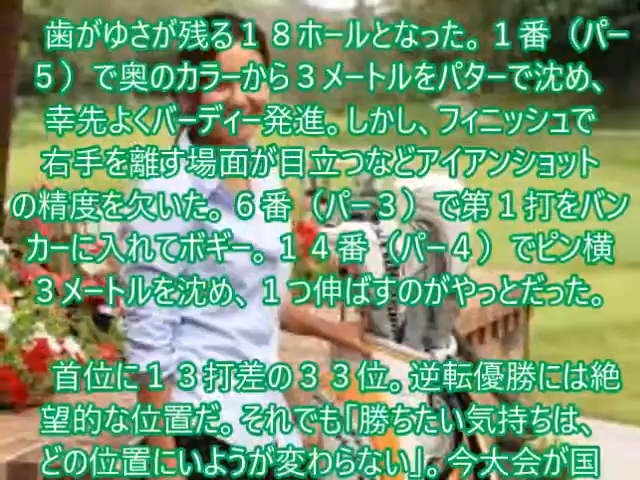 歯がゆさが残る１８ホールとなった。１番（パー
５）で奥のカラーから３メートルをパターで沈め、
幸先よくバーディー発進。しかし、フィニッシュで
右手を離す場面が目立つなどアイアンショット
の精度を欠いた。６番（パー３）で第１打をバン
カーに入れてボギー。１４番（パー４）でピン横
３メートルを沈め、１つ伸ばすのがやっとだった。
首位に１３打差の３３位。逆転優勝には絶
望的な位置だ。それでも「勝ちたい気持ちは、
どの位置にいようが変わらない」。今大会が国